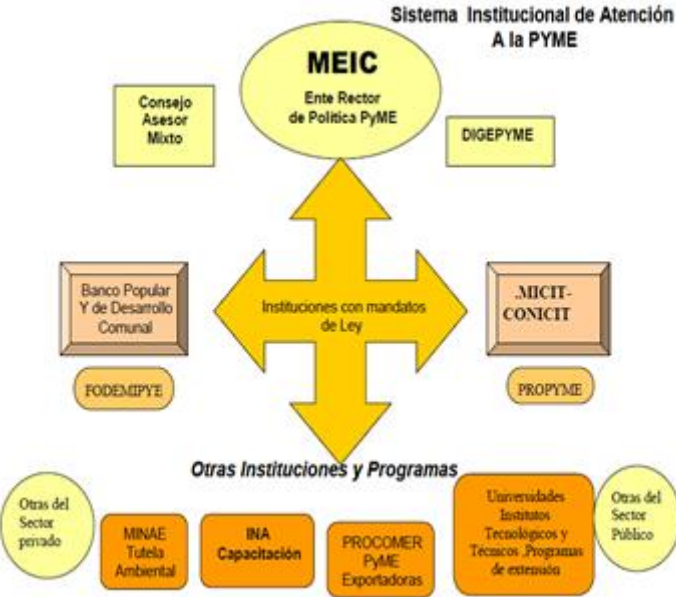 Sistema Institucional de Atención
A la PYME
MEIC
Ente Rector
de Política PyME
Consejo
Asesor
Mixto
DIGEPYME
Banco Popular
Y de Desarrollo
Comunal
Instituciones con mandatos
de Ley
.MICIT-
CONICIT
FODEMIPYE
PROPYME
Otras Instituciones y Programas
Otras del
Sector
privado
MINAE
Tutela
Ambiental
INA
Capacitación
PROCOMER
PyME
Exportadoras
Universidades
Institutos
Tecnológicos y
Técnicos ,Programas
de extensión
Otras del
Sector
Público